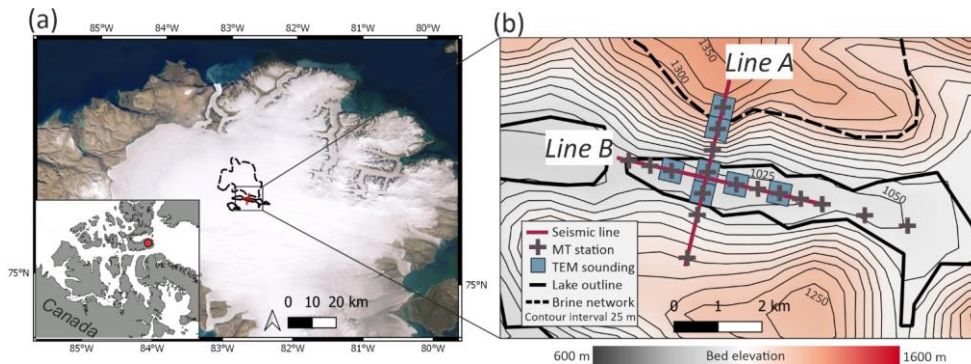 (a)
85°W 84°W 83°W 82°W 81°W
75°N
75°N
Canada
0 10 20 km
85°W 84°W 83°W 82°W 81°W 80°W
(b)
1350
1300
Line A
Line B
1025
1050
1250
Seismic line
MT station
TEM sounding
Lake outline
Brine network
Contour interval 25 m
0 1 2 km
600 m Bed elevation 1600 m